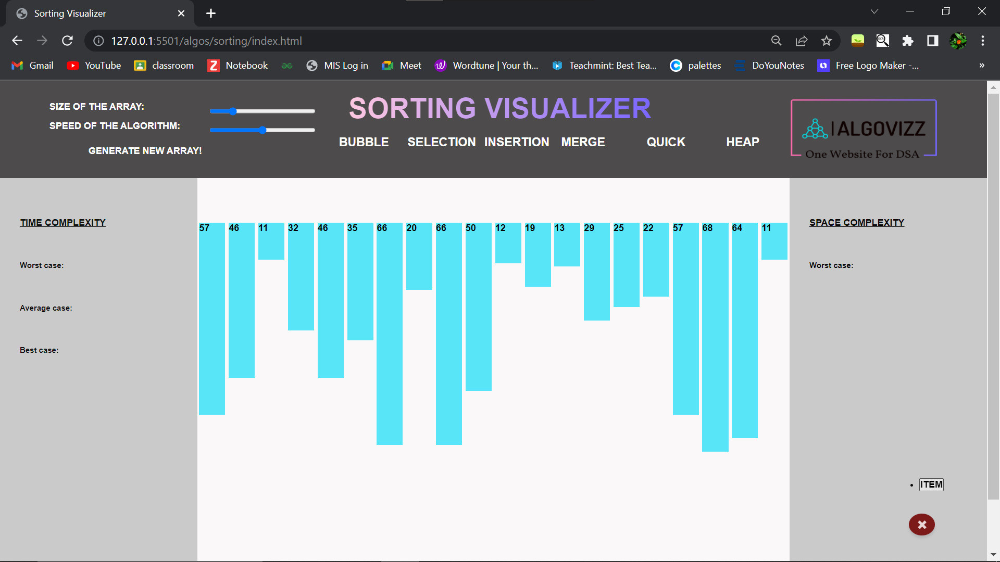 Sorting Visualizer
127.0.0.1:5501/algos/sorting/index.html
Gmail YouTube classroom Notebook MIS Log in Meet Wordtune | Your th... Teachmint: Best Tea... palettes DoYouNotes Free Logo Maker -... »
SIZE OF THE ARRAY:
SPEED OF THE ALGORITHM:
GENERATE NEW ARRAY!
SORTING VISUALIZER
BUBBLE SELECTION INSERTION MERGE QUICK HEAP
ALGOVIZZ
One Website For DSA
TIME COMPLEXITY
Worst case:
Average case:
Best case:
57 46 11 32 46 35 66 20 66 50 12 19 13 29 25 22 57 68 64 11
SPACE COMPLEXITY
Worst case:
ITEM